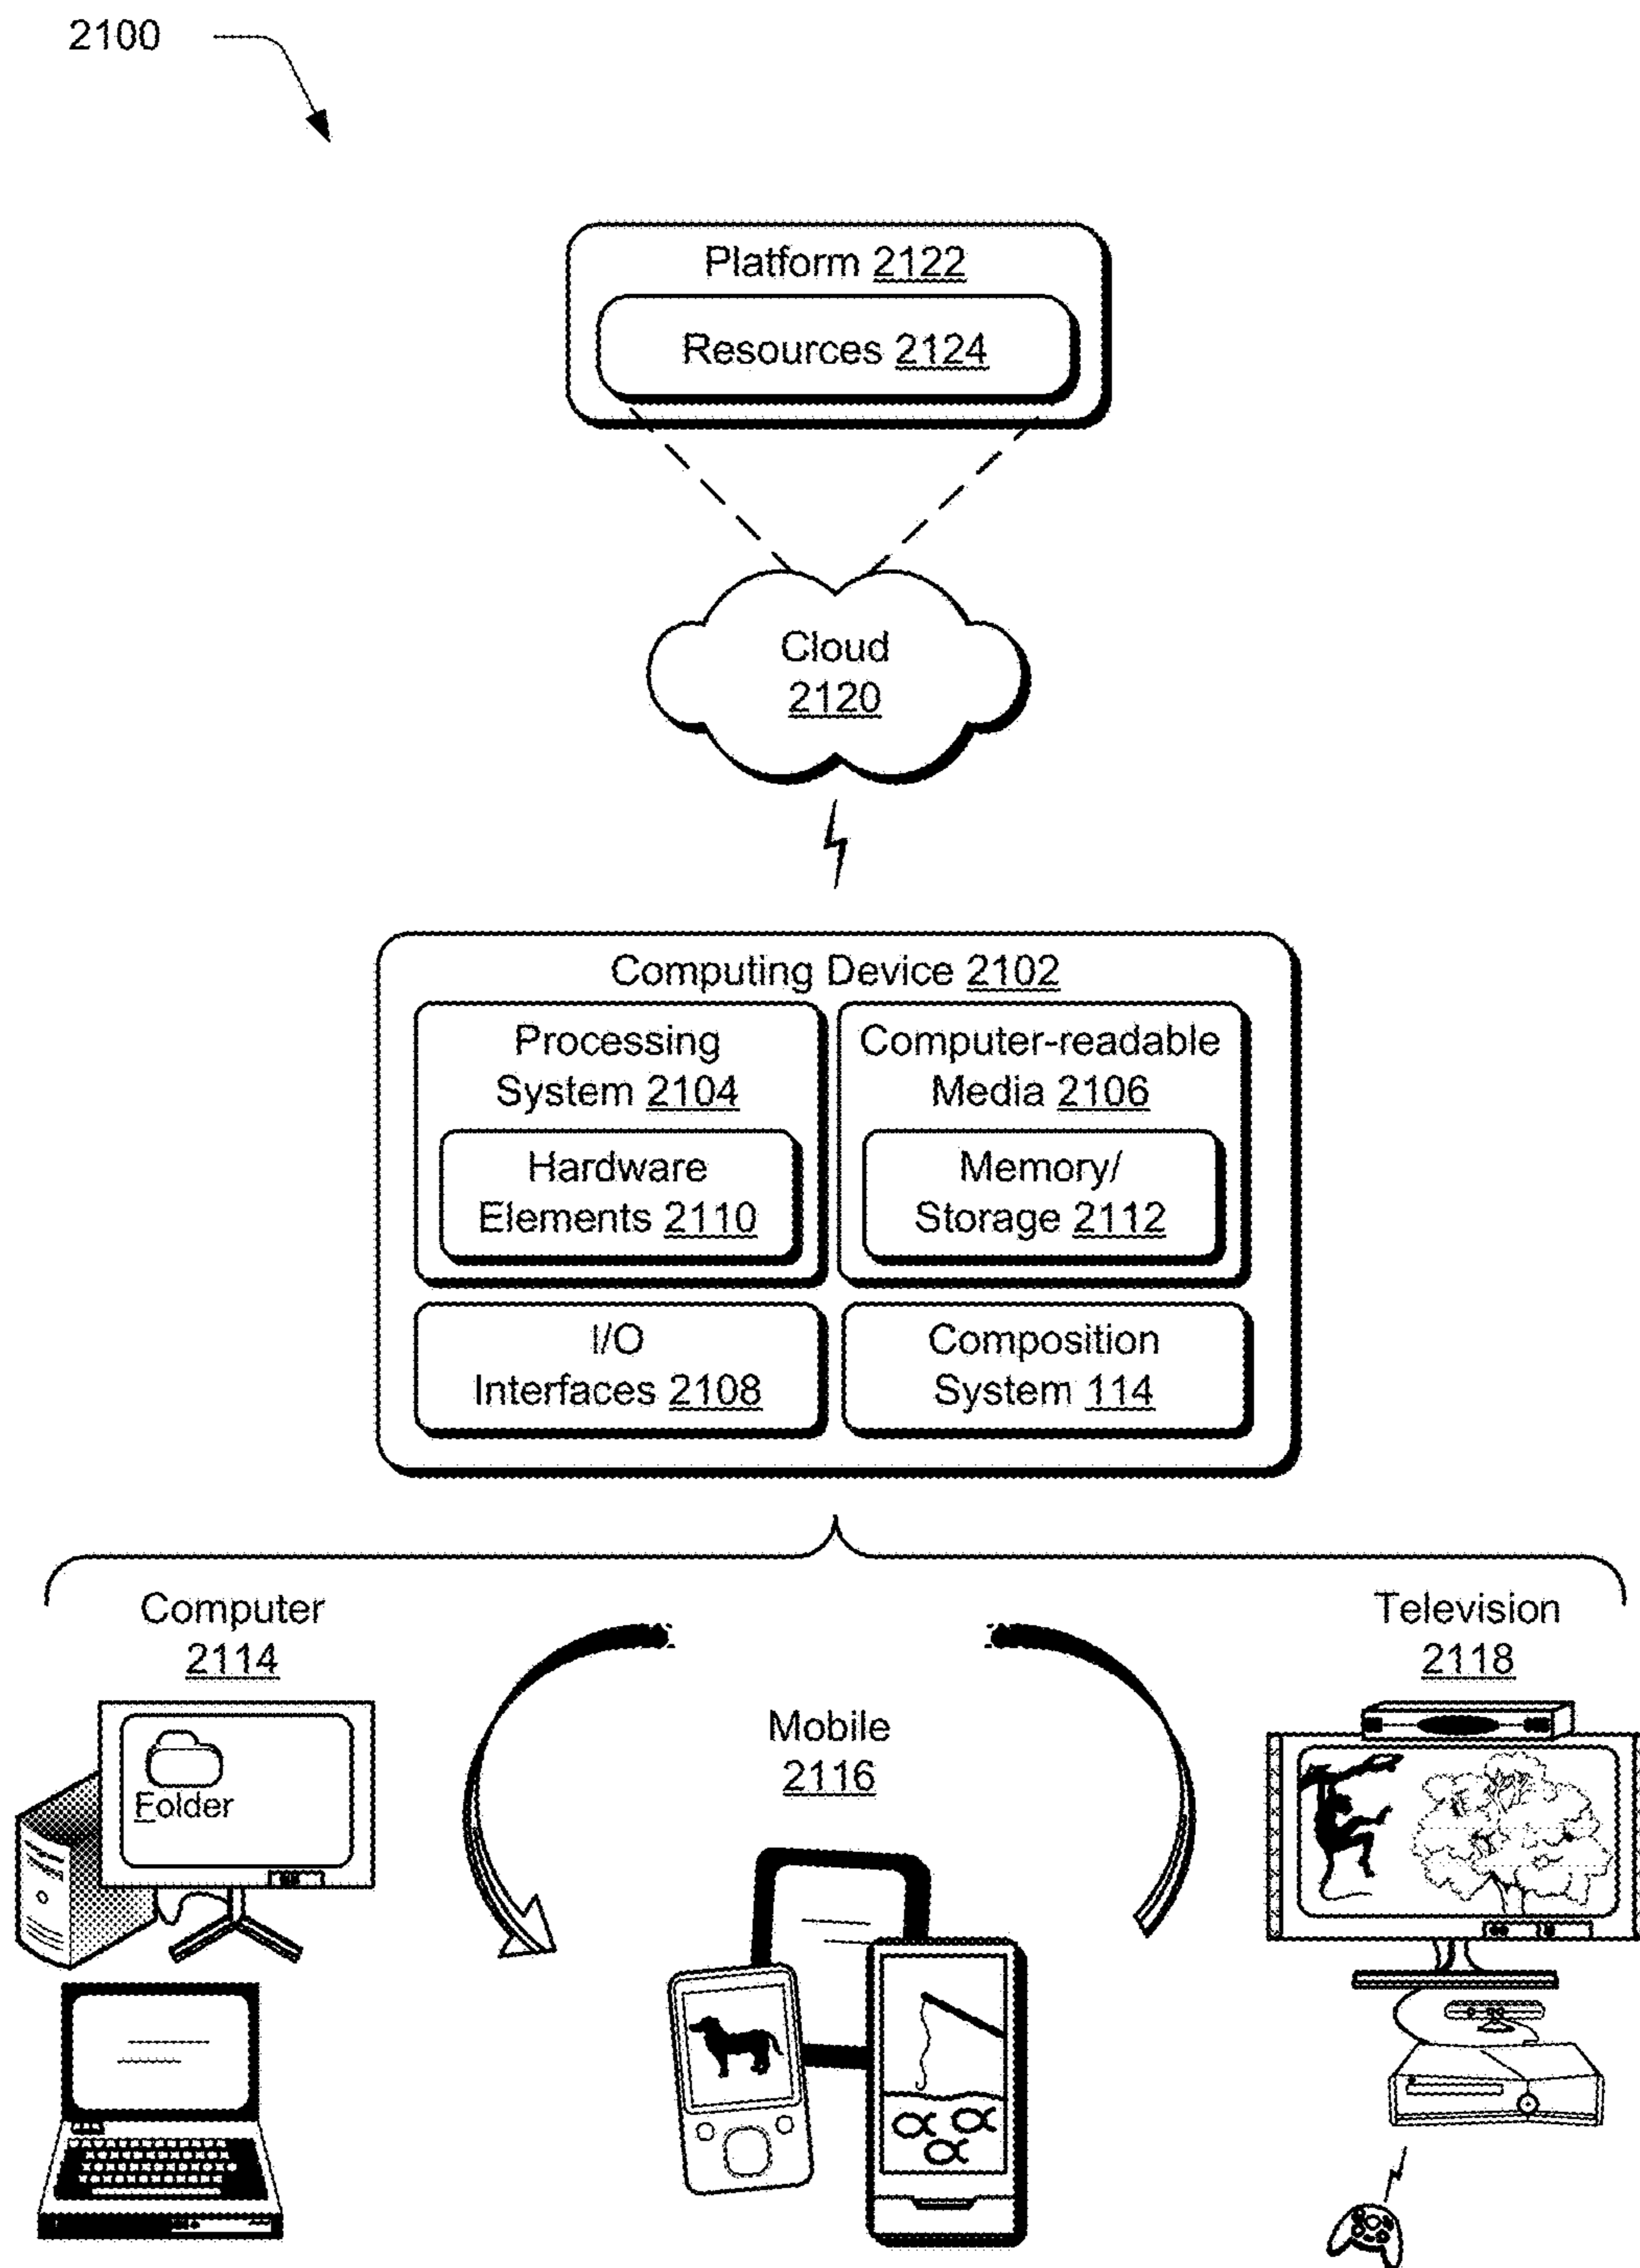 2100
Platform 2122
Resources 2124
Cloud
2120
Computing Device 2102
Processing
System 2104
Computer-readable
Media 2106
Hardware
Elements 2110
Memory/
Storage 2112
I/O
Interfaces 2108
Composition
System 114
Computer
2114
Television
2118
Mobile
2116
Folder